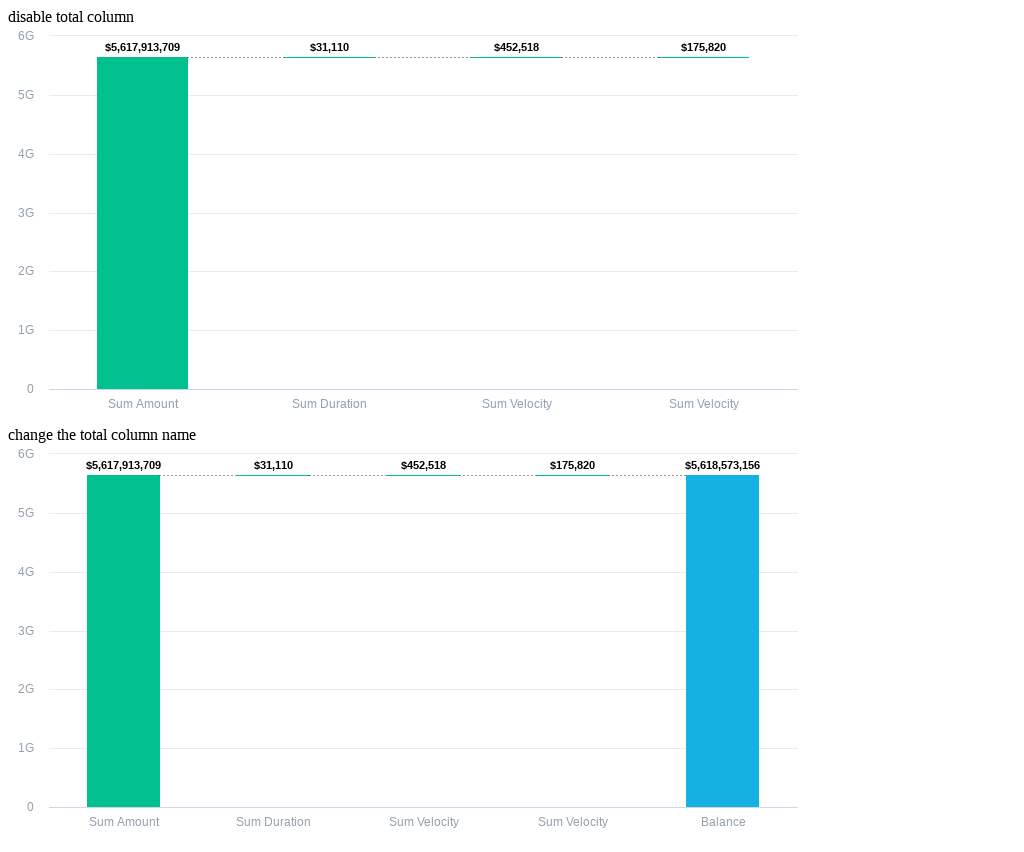 disable total column
6G
$5,617,913,709 $31,110 $452,518 $175,820
5G
4G
3G
2G
1G
0
Sum Amount Sum Duration Sum Velocity Sum Velocity
change the total column name
6G
$5,617,913,709 $31,110 $452,518 $175,820 $5,618,573,156
5G
4G
3G
2G
1G
0
Sum Amount Sum Duration Sum Velocity Sum Velocity Balance